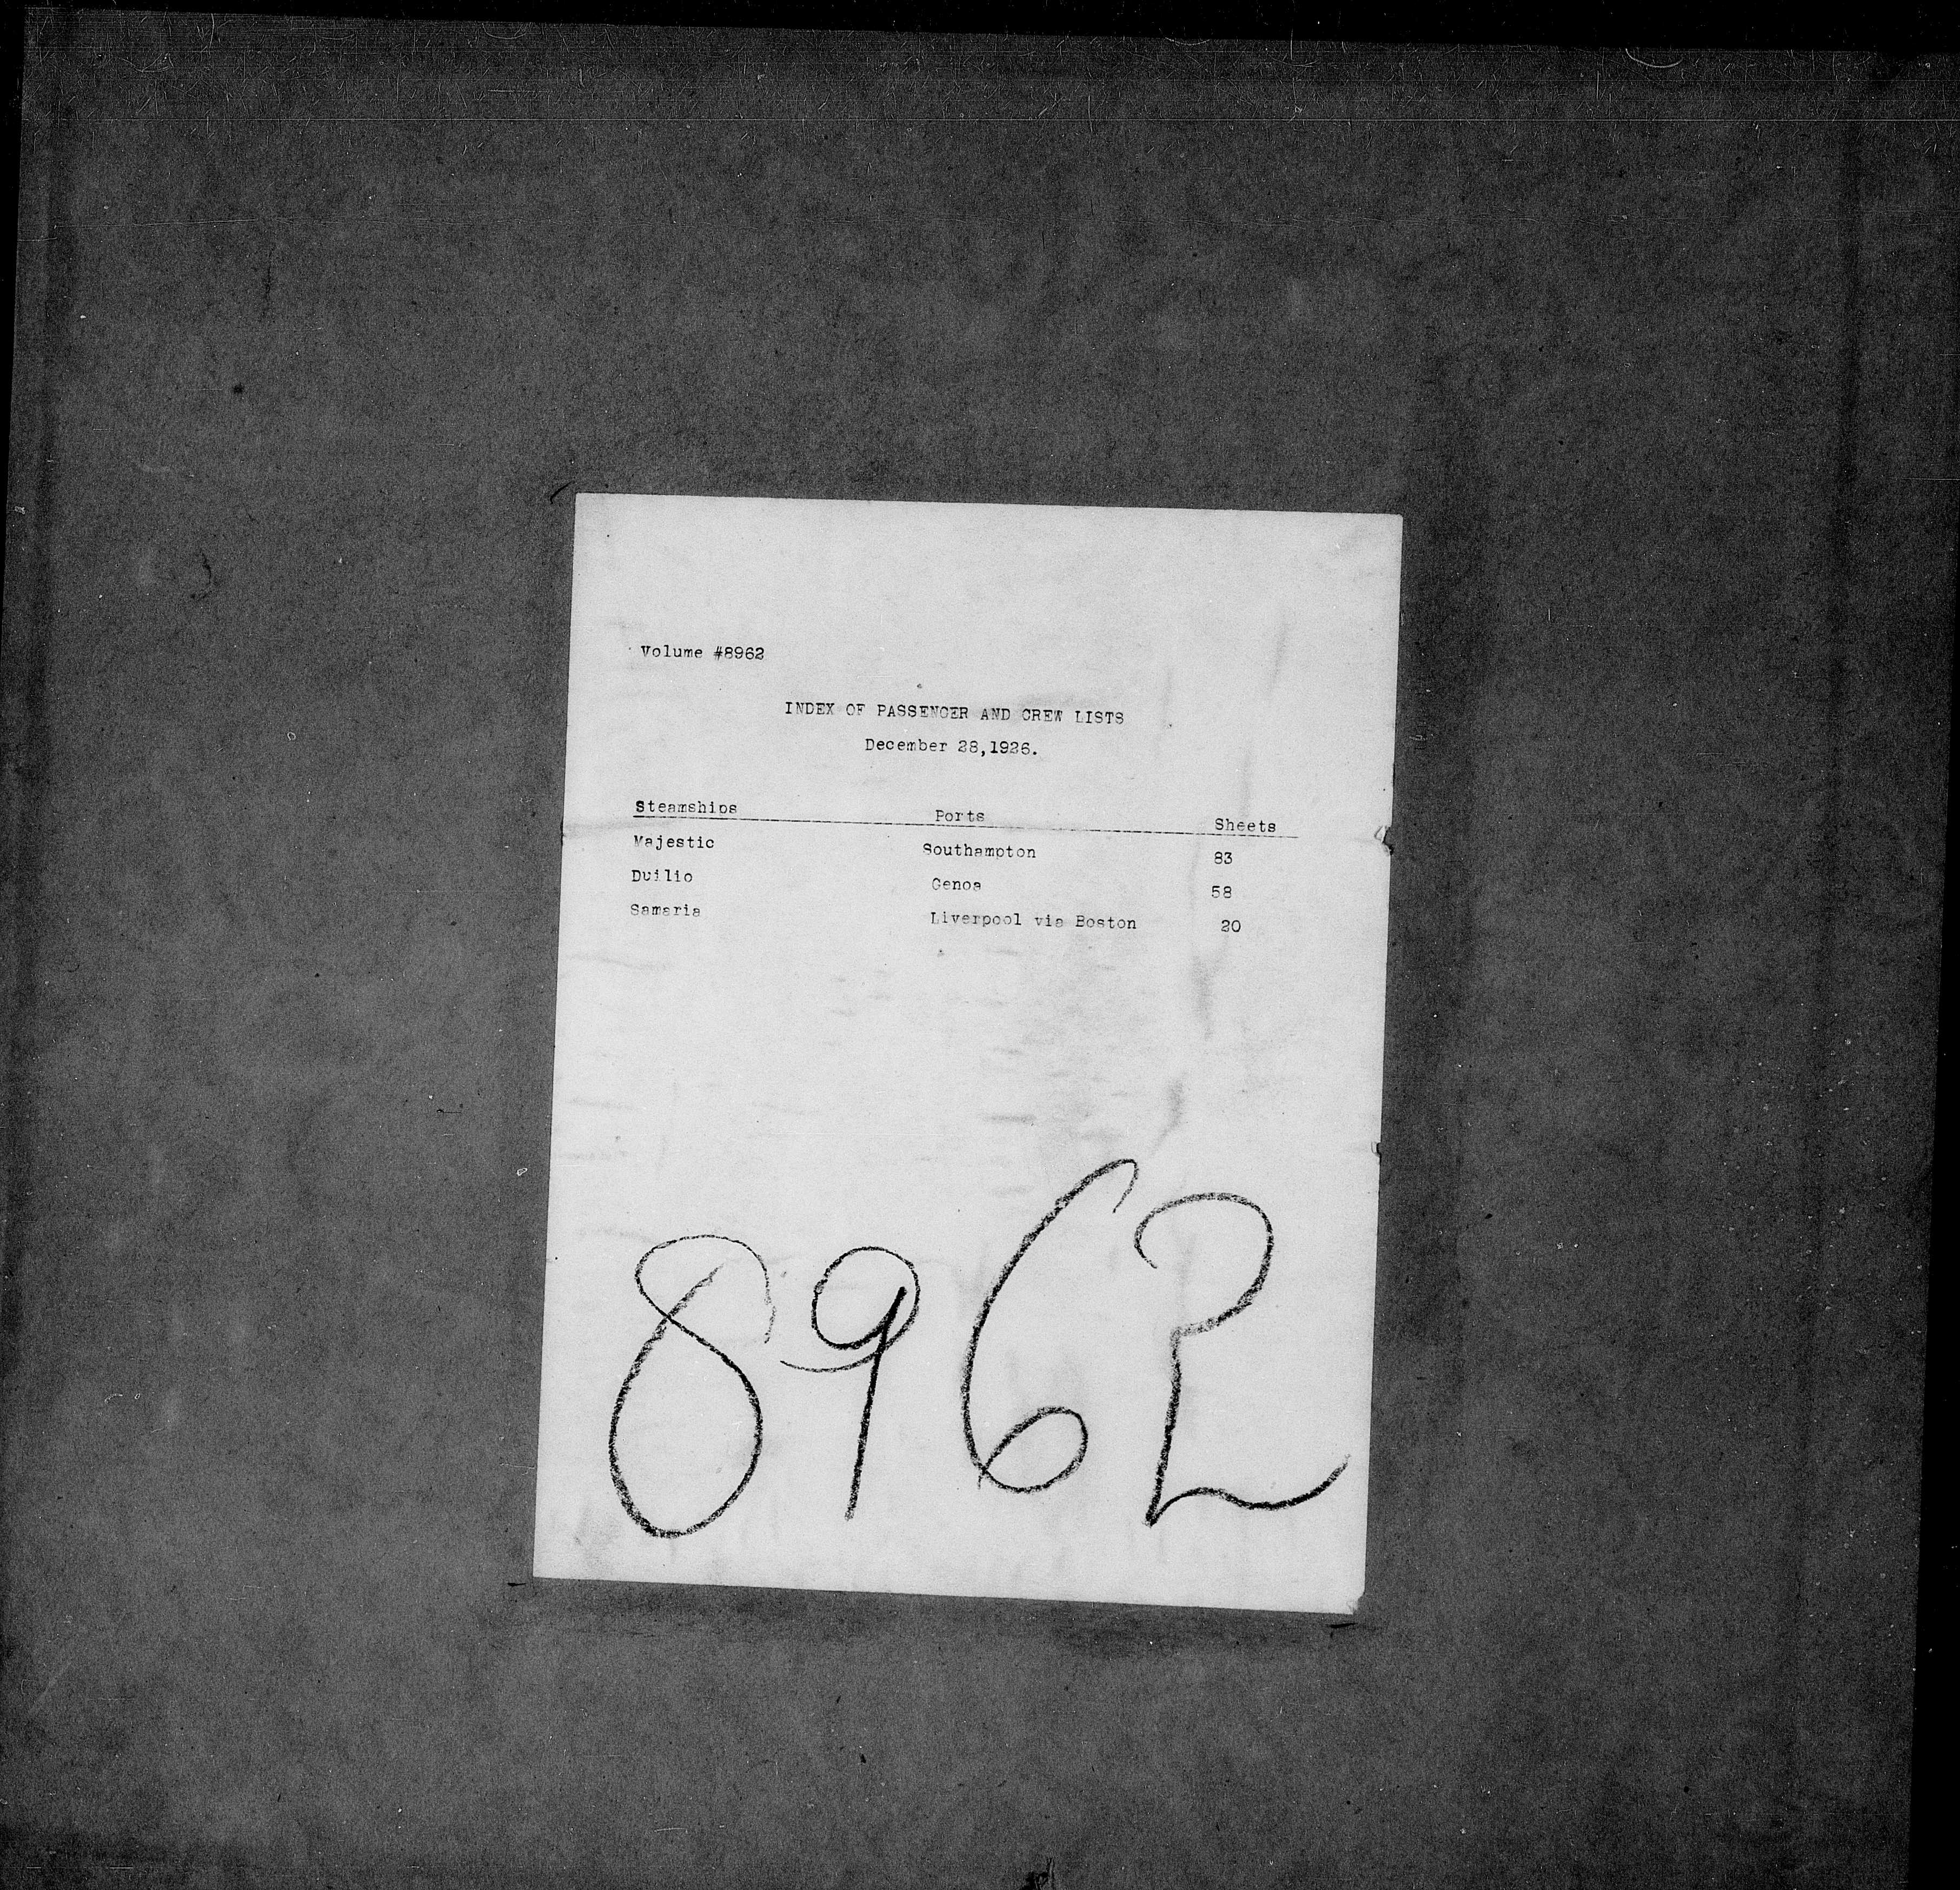 Volume #8962
INDEX OF PASSENGER AND CREW LISTS
December 28,1926.
Steamships Ports Sheets
Majestic Southampton 83
Duilio Genoa 58
Samaria Liverpool via Boston 20
8962